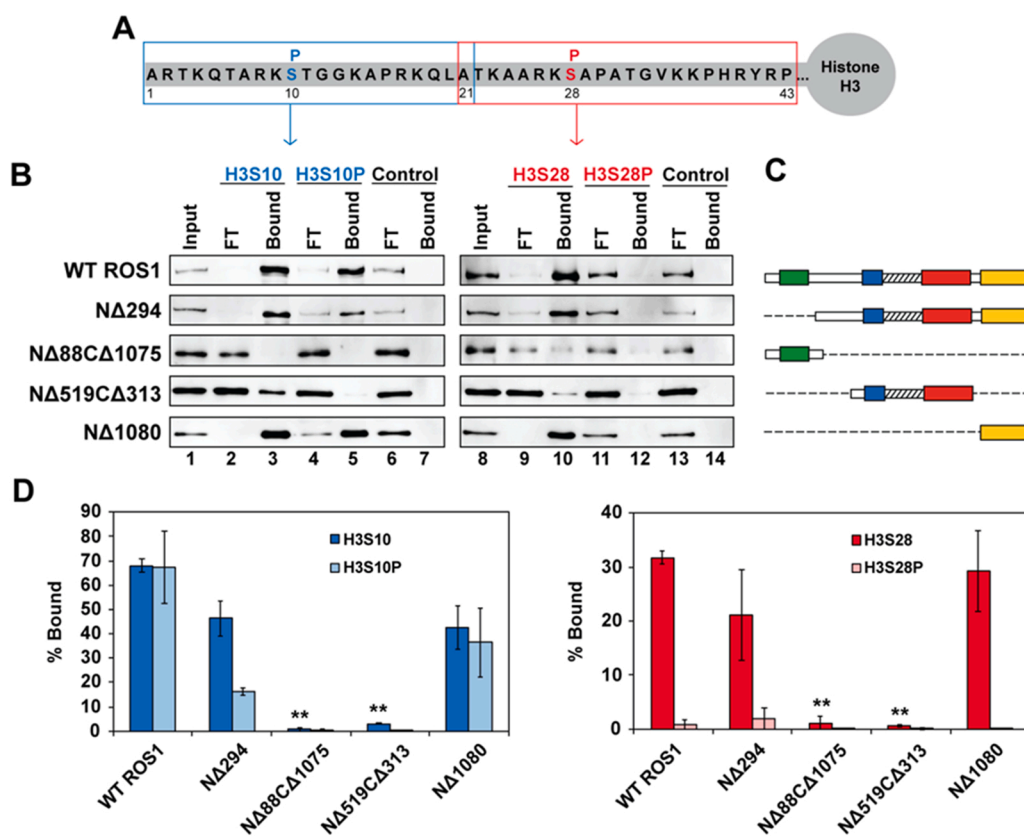 A
P P
ARTKQTARKSTGGKAPRKQLATKAARKSAPATGVKKPHRYRP...
1 10 21 28 43
Histone
H3
B
H3S10 H3S10P Control H3S28 H3S28P Control
C
Input FT Bound FT Bound FT Bound Input FT Bound FT Bound FT Bound
WT ROS1
NΔ294
NΔ88CΔ1075
NΔ519CΔ313
NΔ1080
1 2 3 4 5 6 7 8 9 10 11 12 13 14
D
% Bound
90
80
70
60
50
40
30
20
10
0
H3S10
H3S10P
** **
WT ROS1 NΔ294 NΔ88CΔ1075 NΔ519CΔ313 NΔ1080
% Bound
40
30
20
10
0
H3S28
H3S28P
** **
WT ROS1 NΔ294 NΔ88CΔ1075 NΔ519CΔ313 NΔ1080